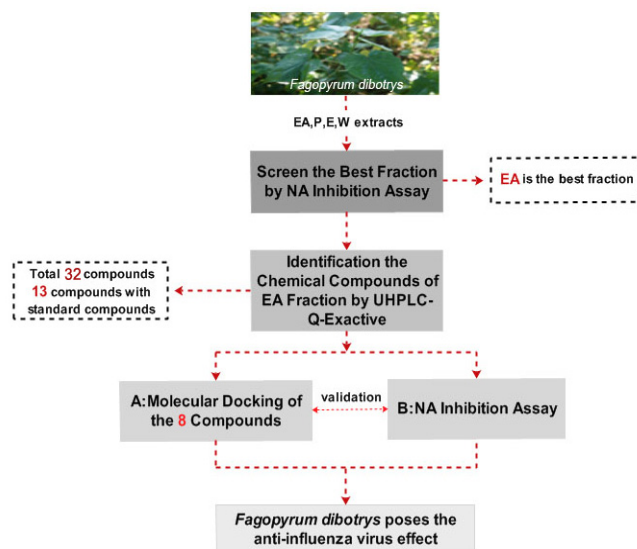 Fagopyrum dibotrys
EA,P,E,W extracts
Screen the Best Fraction
by NA Inhibition Assay
EA is the best fraction
Identification the
Chemical Compounds of
EA Fraction by UHPLC-
Q-Exactive
Total 32 compounds
13 compounds with
standard compounds
A:Molecular Docking of
the 8 Compounds
validation
B:NA Inhibition Assay
Fagopyrum dibotrys poses the
anti-influenza virus effect